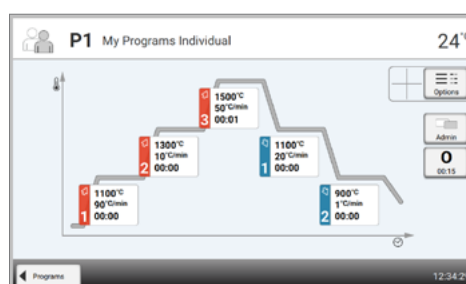 P1 My Programs Individual
24°
Options
1500°C
50°C/min
00:01
3
1300°C
10°C/min
00:00
2
1100°C
20°C/min
00:00
1
Admin
0
00:15
1100°C
90°C/min
00:00
1
900°C
1°C/min
00:00
2
Programs
12:34:2